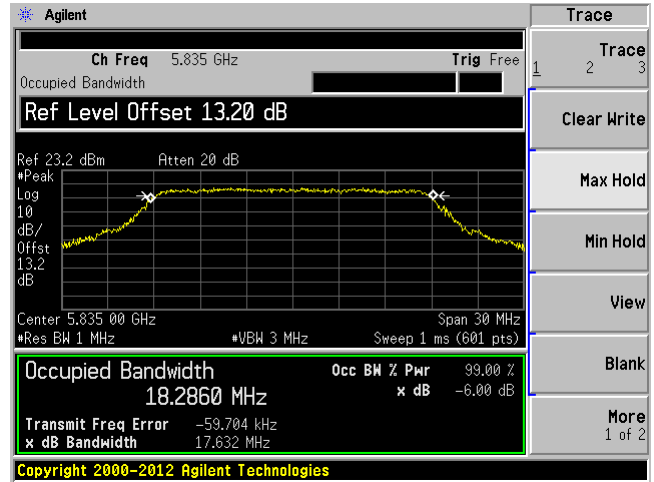 Agilent
Trace
Ch Freq 5.835 GHz Trig Free
Occupied Bandwidth
Ref Level Offset 13.20 dB
Ref 23.2 dBm Atten 20 dB
#Peak
Log
10
dB/
Offst
13.2
dB
Center 5.835 00 GHz Span 30 MHz
#Res BW 1 MHz #VBW 3 MHz Sweep 1 ms (601 pts)
Occupied Bandwidth
18.2860 MHz
Occ BW % Pwr 99.00 %
x dB -6.00 dB
Transmit Freq Error -59.704 kHz
x dB Bandwidth 17.632 MHz
Copyright 2000-2012 Agilent Technologies
Trace
1 2 3
Clear Write
Max Hold
Min Hold
View
Blank
More
1 of 2